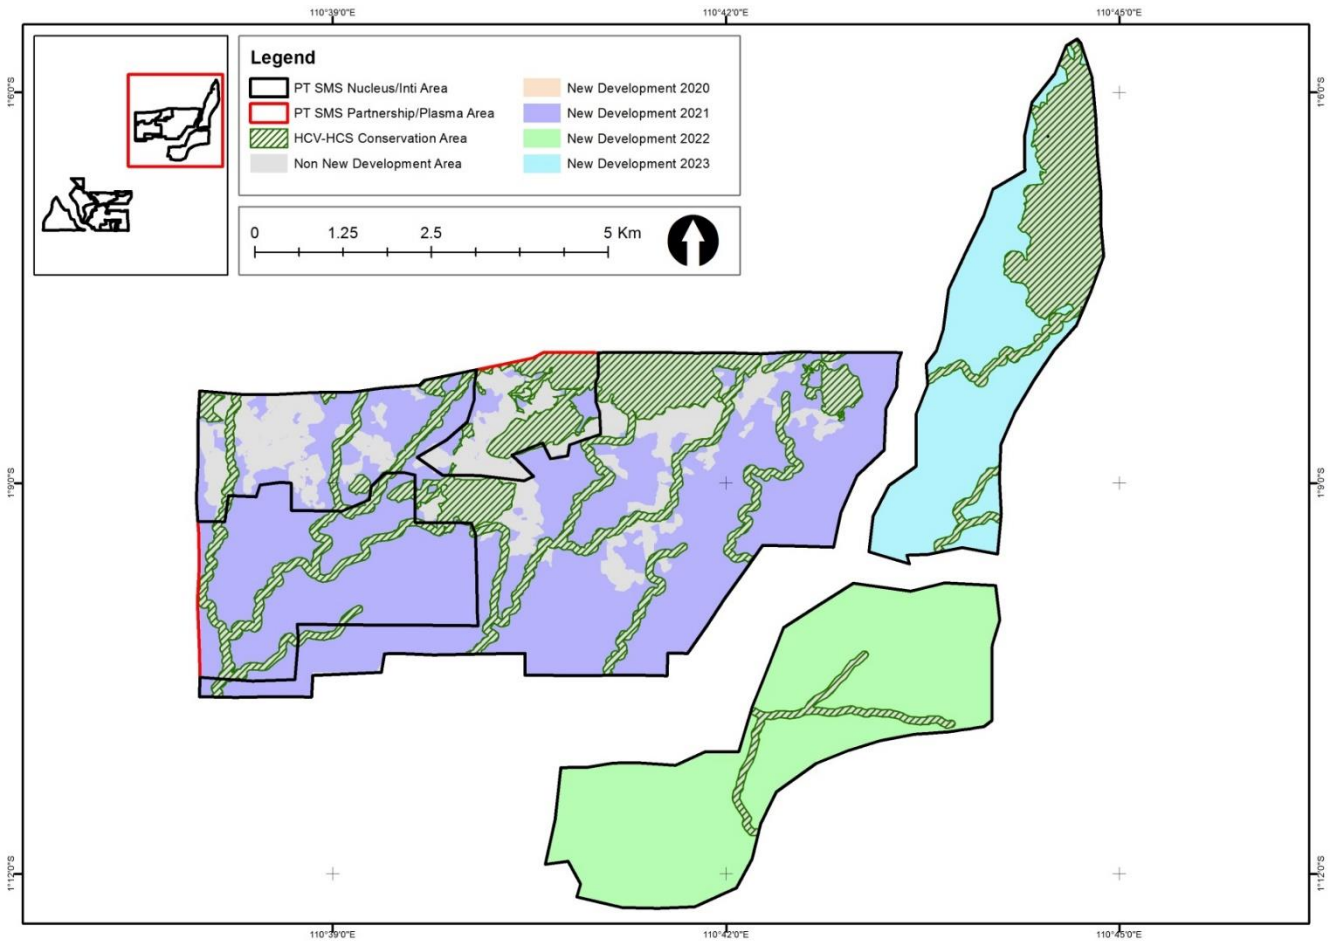 110°39'0"E 110°42'0"E 110°45'0"E
Legend
PT SMS Nucleus/Inti Area
PT SMS Partnership/Plasma Area
HCV-HCS Conservation Area
Non New Development Area
New Development 2020
New Development 2021
New Development 2022
New Development 2023
0 1.25 2.5 5 Km
1°6'0"S 1°6'0"S
1°9'0"S 1°9'0"S
1°12'0"S 1°12'0"S
110°39'0"E 110°42'0"E 110°45'0"E